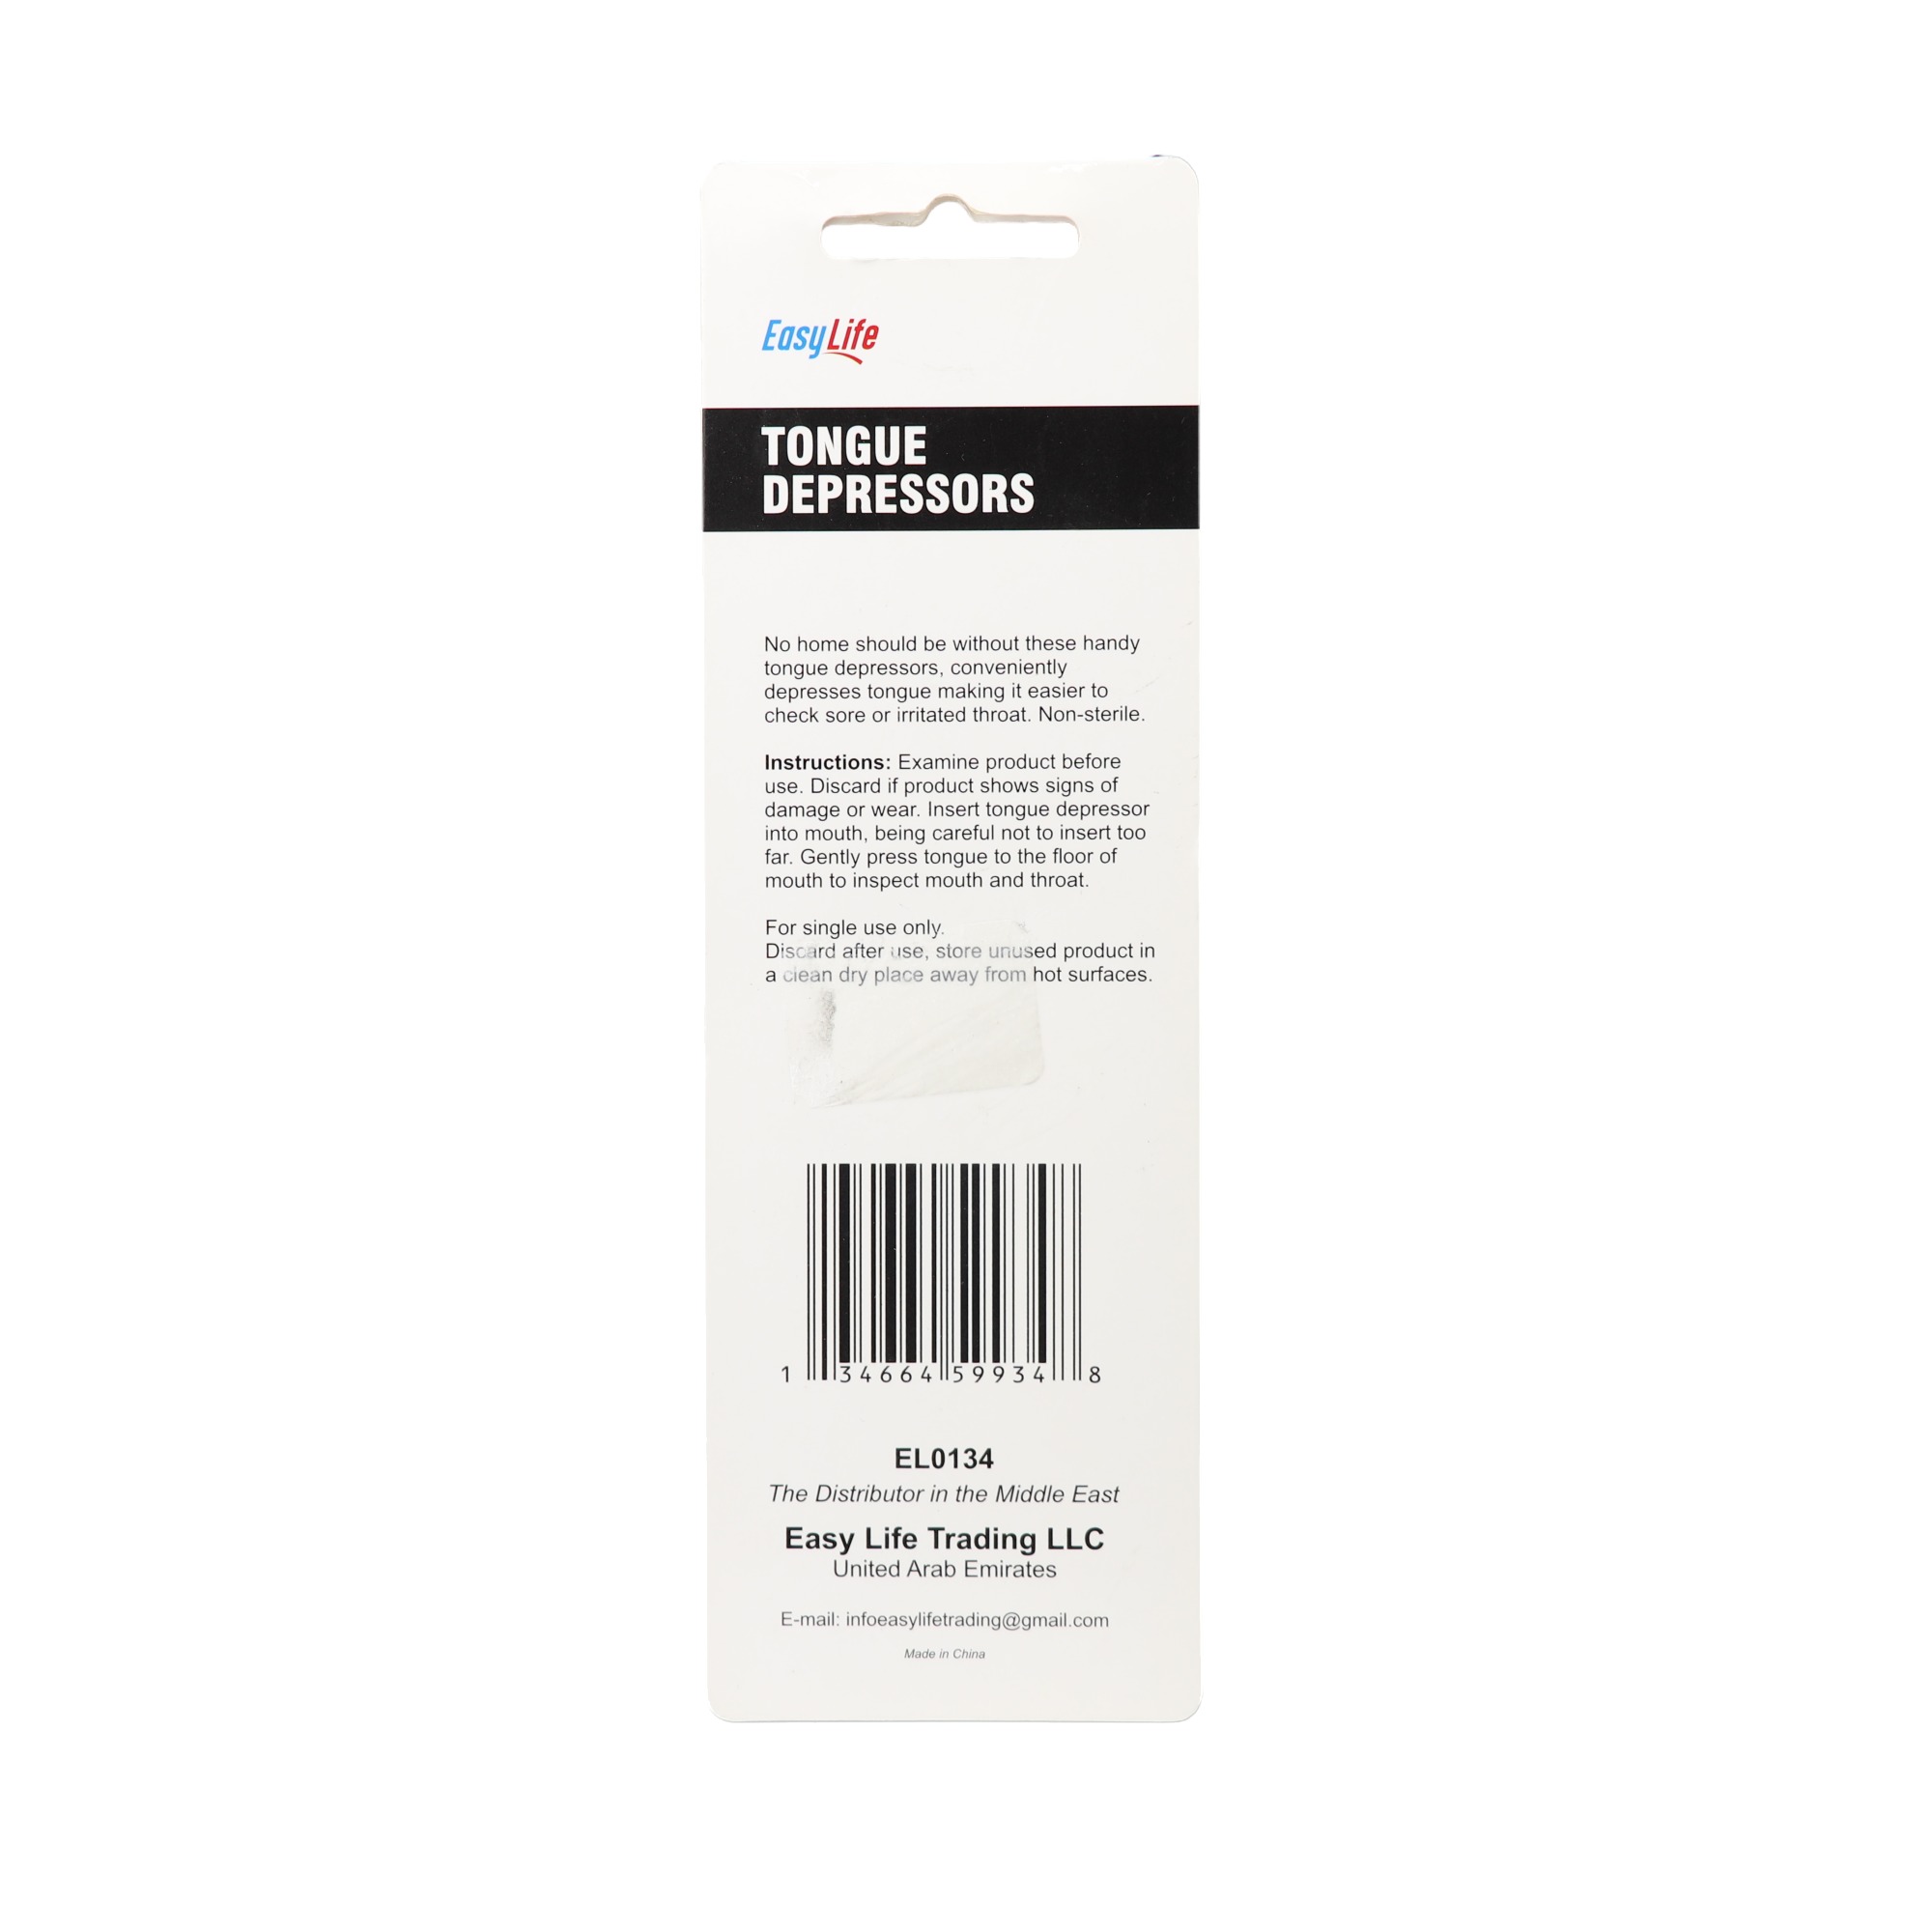 EasyLife
TONGUE
DEPRESSORS
No home should be without these handy
tongue depressors, conveniently
depresses tongue making it easier to
check sore or irritated throat. Non-sterile.
Instructions: Examine product before
use. Discard if product shows signs of
damage or wear. Insert tongue depressor
into mouth, being careful not to insert too
far. Gently press tongue to the floor of
mouth to inspect mouth and throat.
For single use only.
Discard after use, store unused product in
a clean dry place away from hot surfaces.
1 34664 59934 8
EL0134
The Distributor in the Middle East
Easy Life Trading LLC
United Arab Emirates
E-mail: infoeasylifetrading@gmail.com
Made in China